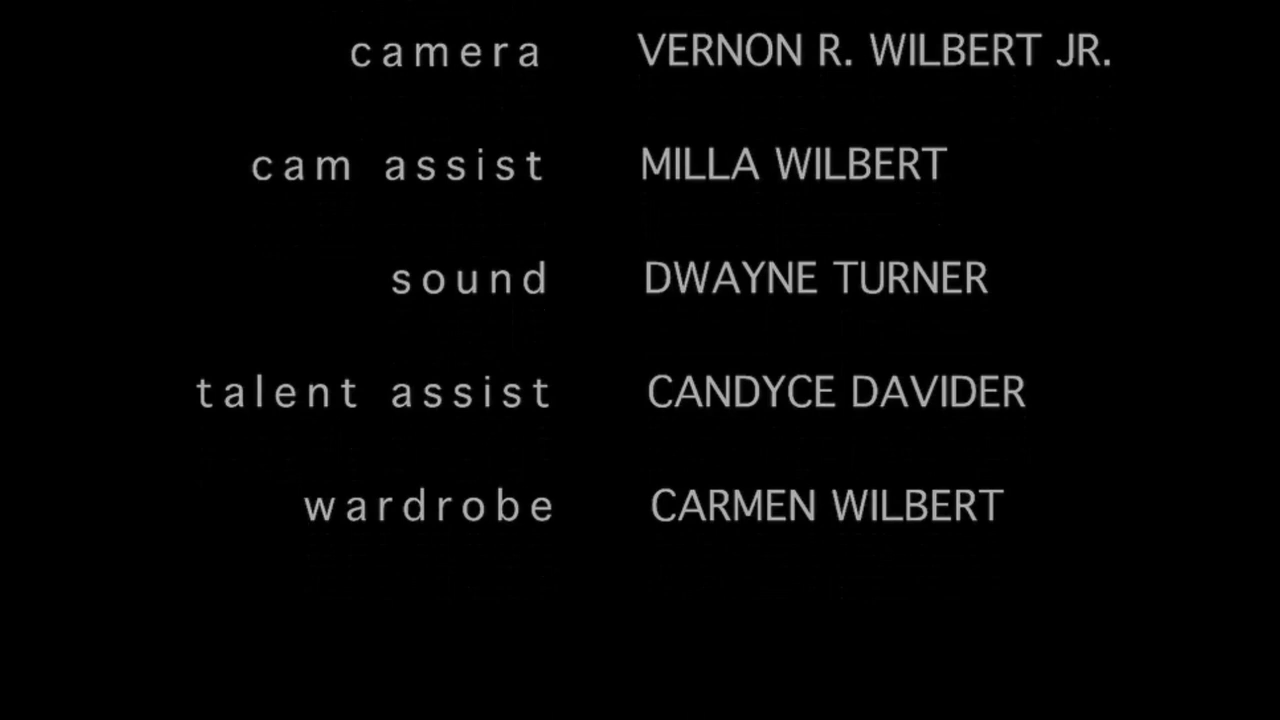 camera VERNON R. WILBERT JR.
cam assist MILLA WILBERT
sound DWAYNE TURNER
talent assist CANDYCE DAVIDER
wardrobe CARMEN WILBERT